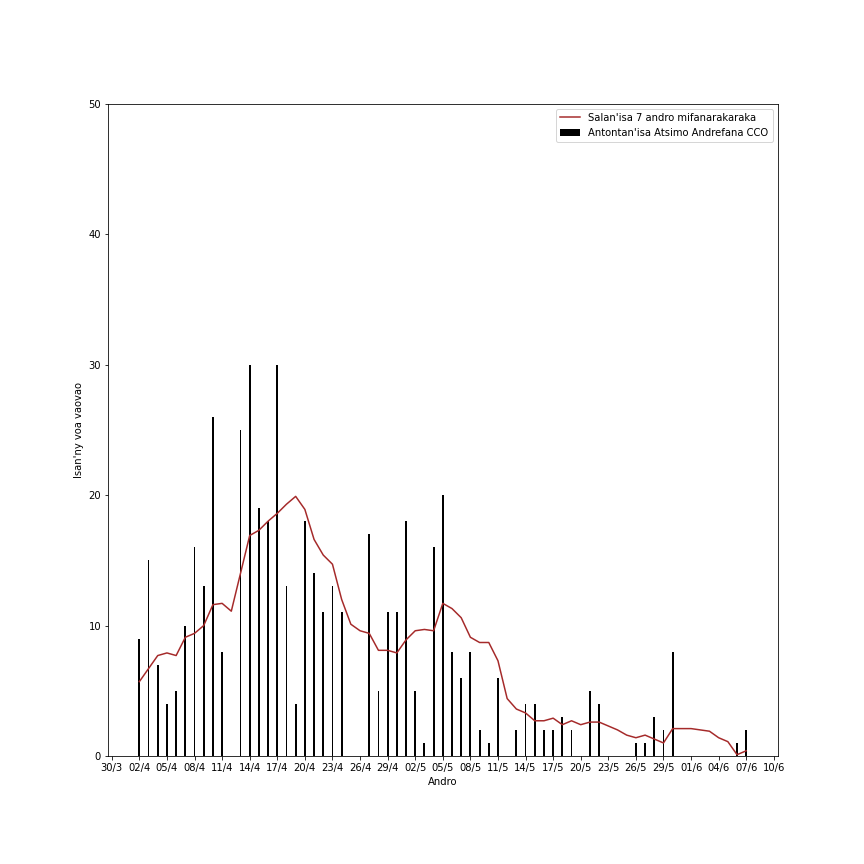 Salan'isa 7 andro mifanarakaraka
Antontan'isa Atsimo Andrefana CCO
50
40
30
20
10
0
Isan'ny voa vaovao
30/3 02/4 05/4 08/4 11/4 14/4 17/4 20/4 23/4 26/4 29/4 02/5 05/5 08/5 11/5 14/5 17/5 20/5 23/5 26/5 29/5 01/6 04/6 07/6 10/6
Andro